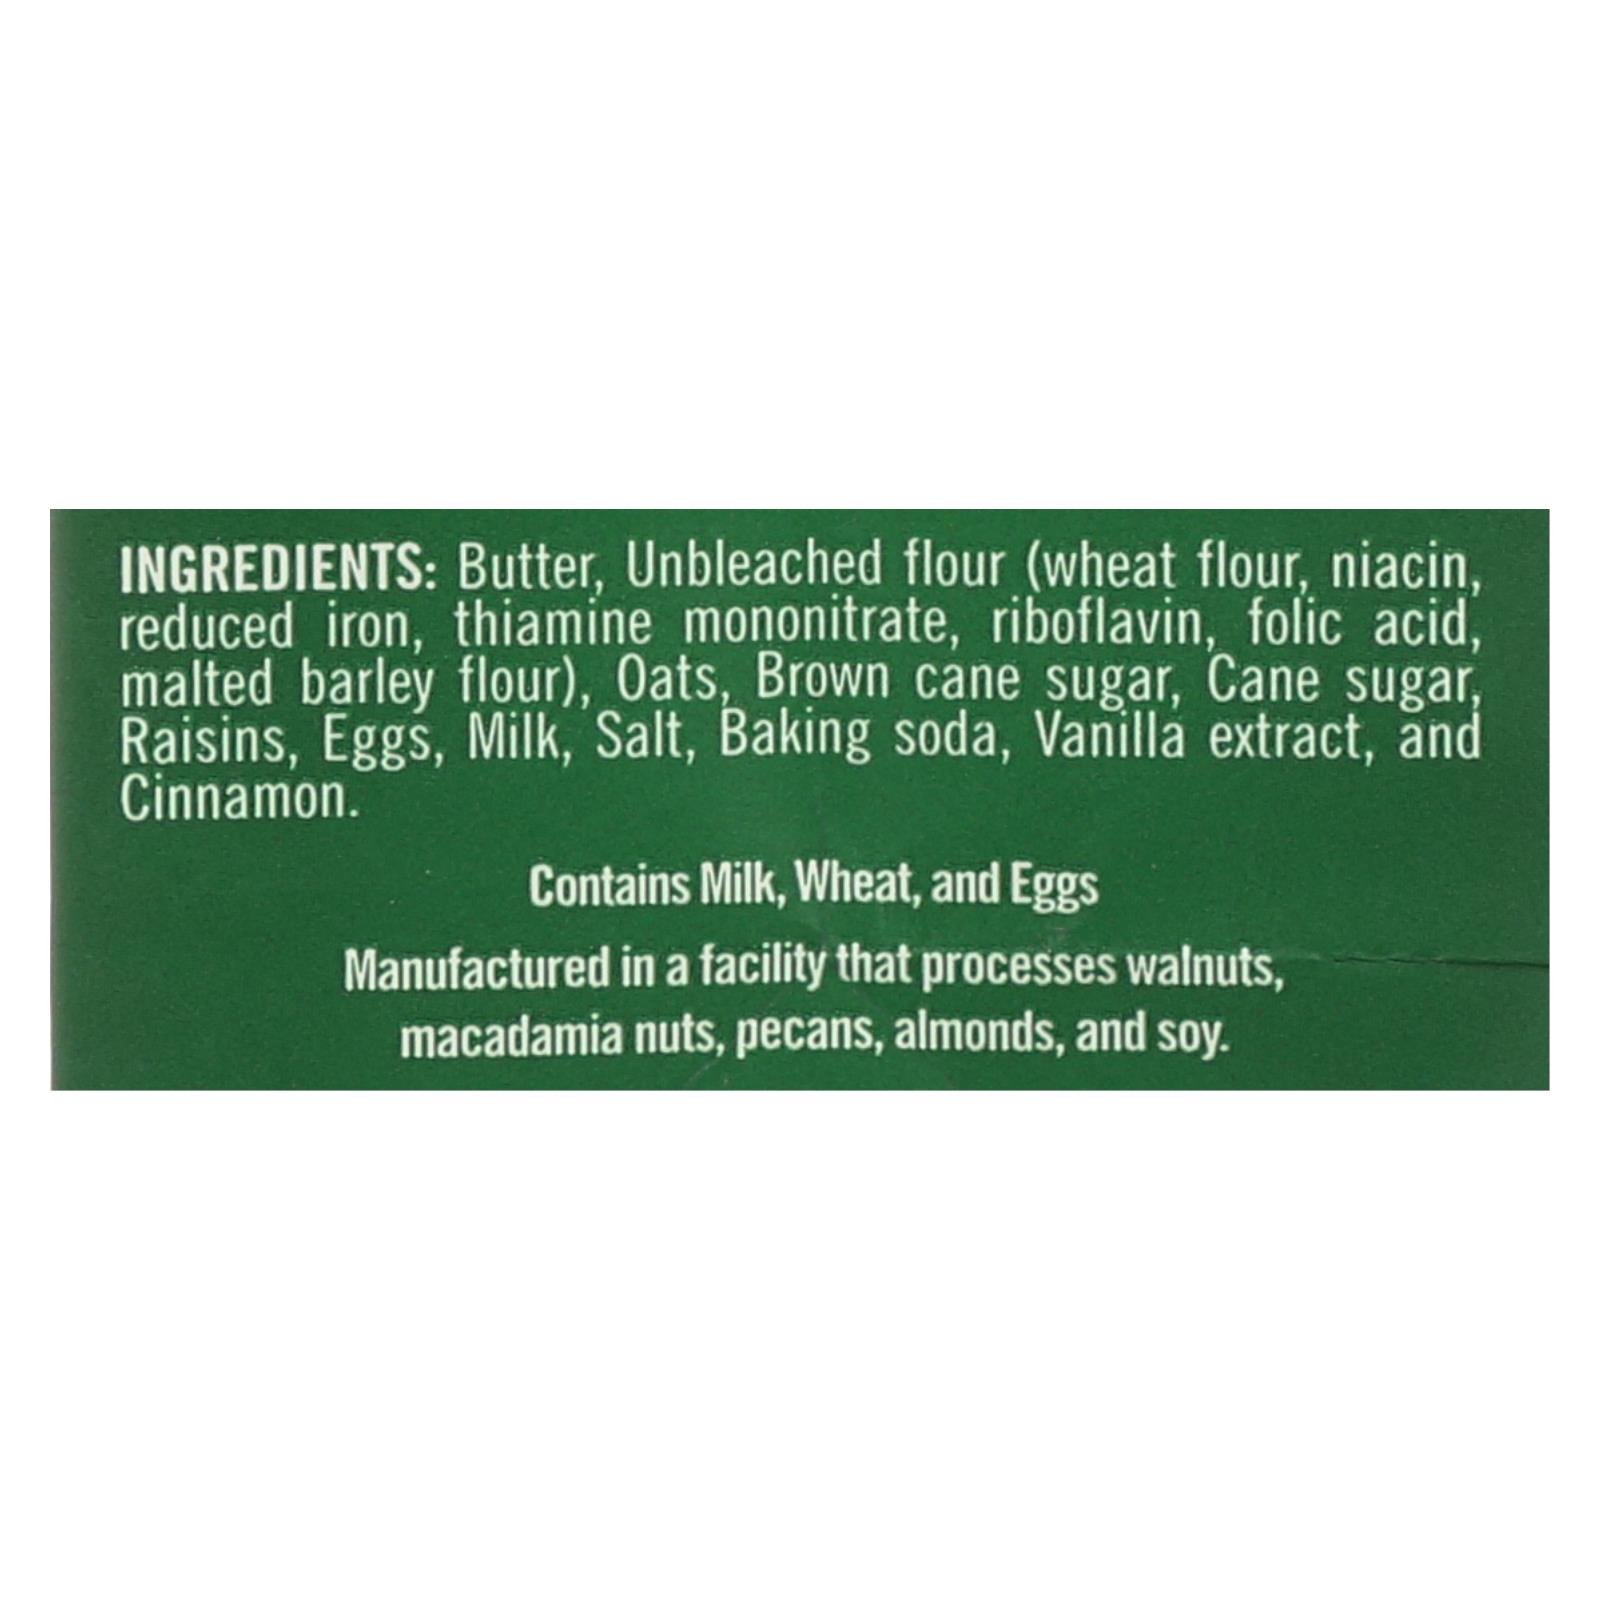 INGREDIENTS: Butter, Unbleached flour (wheat flour, niacin,
reduced iron, thiamine mononitrate, riboflavin, folic acid,
malted barley flour), Oats, Brown cane sugar, Cane sugar,
Raisins, Eggs, Milk, Salt, Baking soda, Vanilla extract, and
Cinnamon.
Contains Milk, Wheat, and Eggs
Manufactured in a facility that processes walnuts,
macadamia nuts, pecans, almonds, and soy.